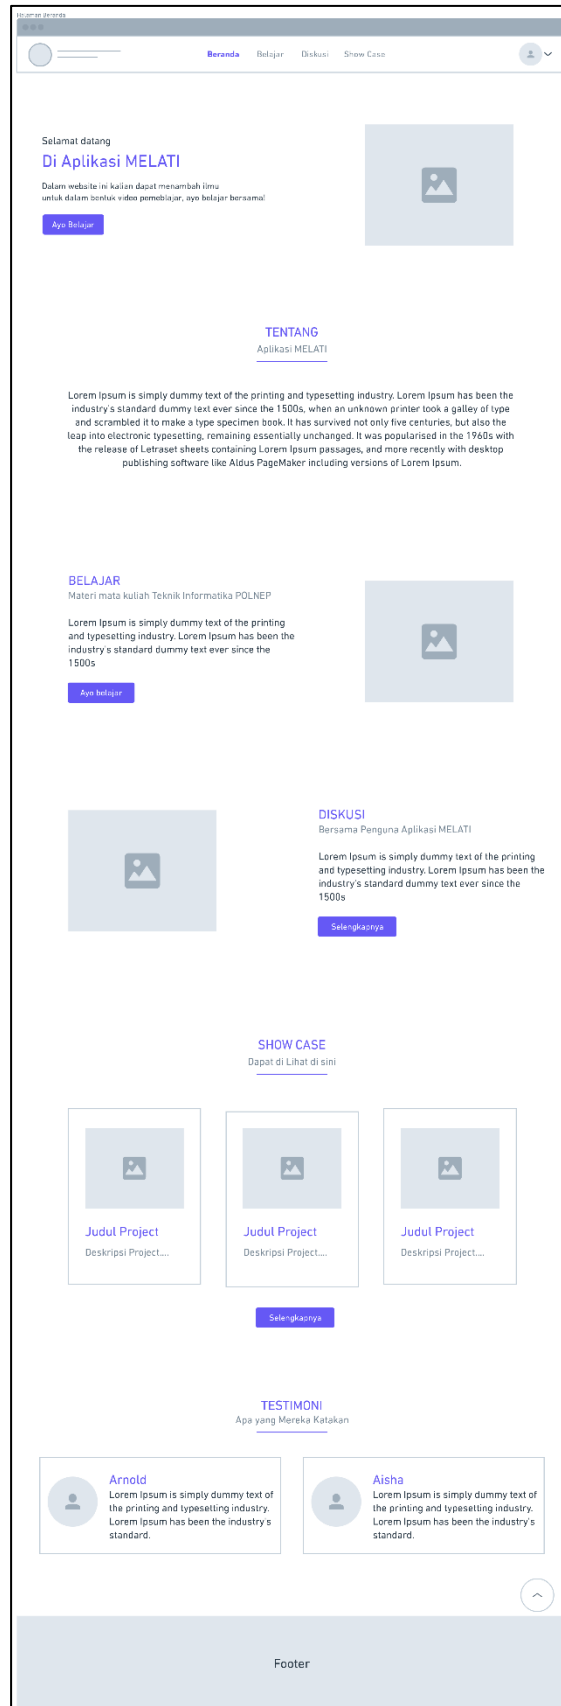 Halaman Beranda
Beranda Belajar Diskusi Show Case
Selamat datang
Di Aplikasi MELATI
Dalam website ini kalian dapat menambah ilmu
untuk dalam bentuk video pemeblajar, ayo belajar bersama!
Ayo Belajar
TENTANG
Aplikasi MELATI
Lorem Ipsum is simply dummy text of the printing and typesetting industry. Lorem Ipsum has been the
industry's standard dummy text ever since the 1500s, when an unknown printer took a galley of type
and scrambled it to make a type specimen book. It has survived not only five centuries, but also the
leap into electronic typesetting, remaining essentially unchanged. It was popularised in the 1960s with
the release of Letraset sheets containing Lorem Ipsum passages, and more recently with desktop
publishing software like Aldus PageMaker including versions of Lorem Ipsum.
BELAJAR
Materi mata kuliah Teknik Informatika POLNEP
Lorem Ipsum is simply dummy text of the printing
and typesetting industry. Lorem Ipsum has been the
industry's standard dummy text ever since the
1500s
Ayo belajar
DISKUSI
Bersama Penguna Aplikasi MELATI
Lorem Ipsum is simply dummy text of the printing
and typesetting industry. Lorem Ipsum has been the
industry's standard dummy text ever since the
1500s
Selengkapnya
SHOW CASE
Dapat di Lihat di sini
Judul Project
Deskripsi Project....
Judul Project
Deskripsi Project....
Judul Project
Deskripsi Project....
Selengkapnya
TESTIMONI
Apa yang Mereka Katakan
Arnold
Lorem Ipsum is simply dummy text of
the printing and typesetting industry.
Lorem Ipsum has been the industry's
standard.
Aisha
Lorem Ipsum is simply dummy text of
the printing and typesetting industry.
Lorem Ipsum has been the industry's
standard.
Footer